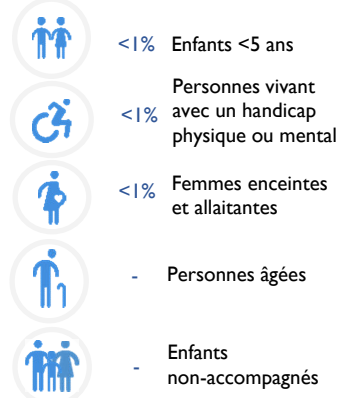 <1% Enfants <5 ans
Personnes vivant
<1% avec un handicap
physique ou mental
<1% Femmes enceintes
et allaitantes
- Personnes âgées
Enfants
- non-accompagnés